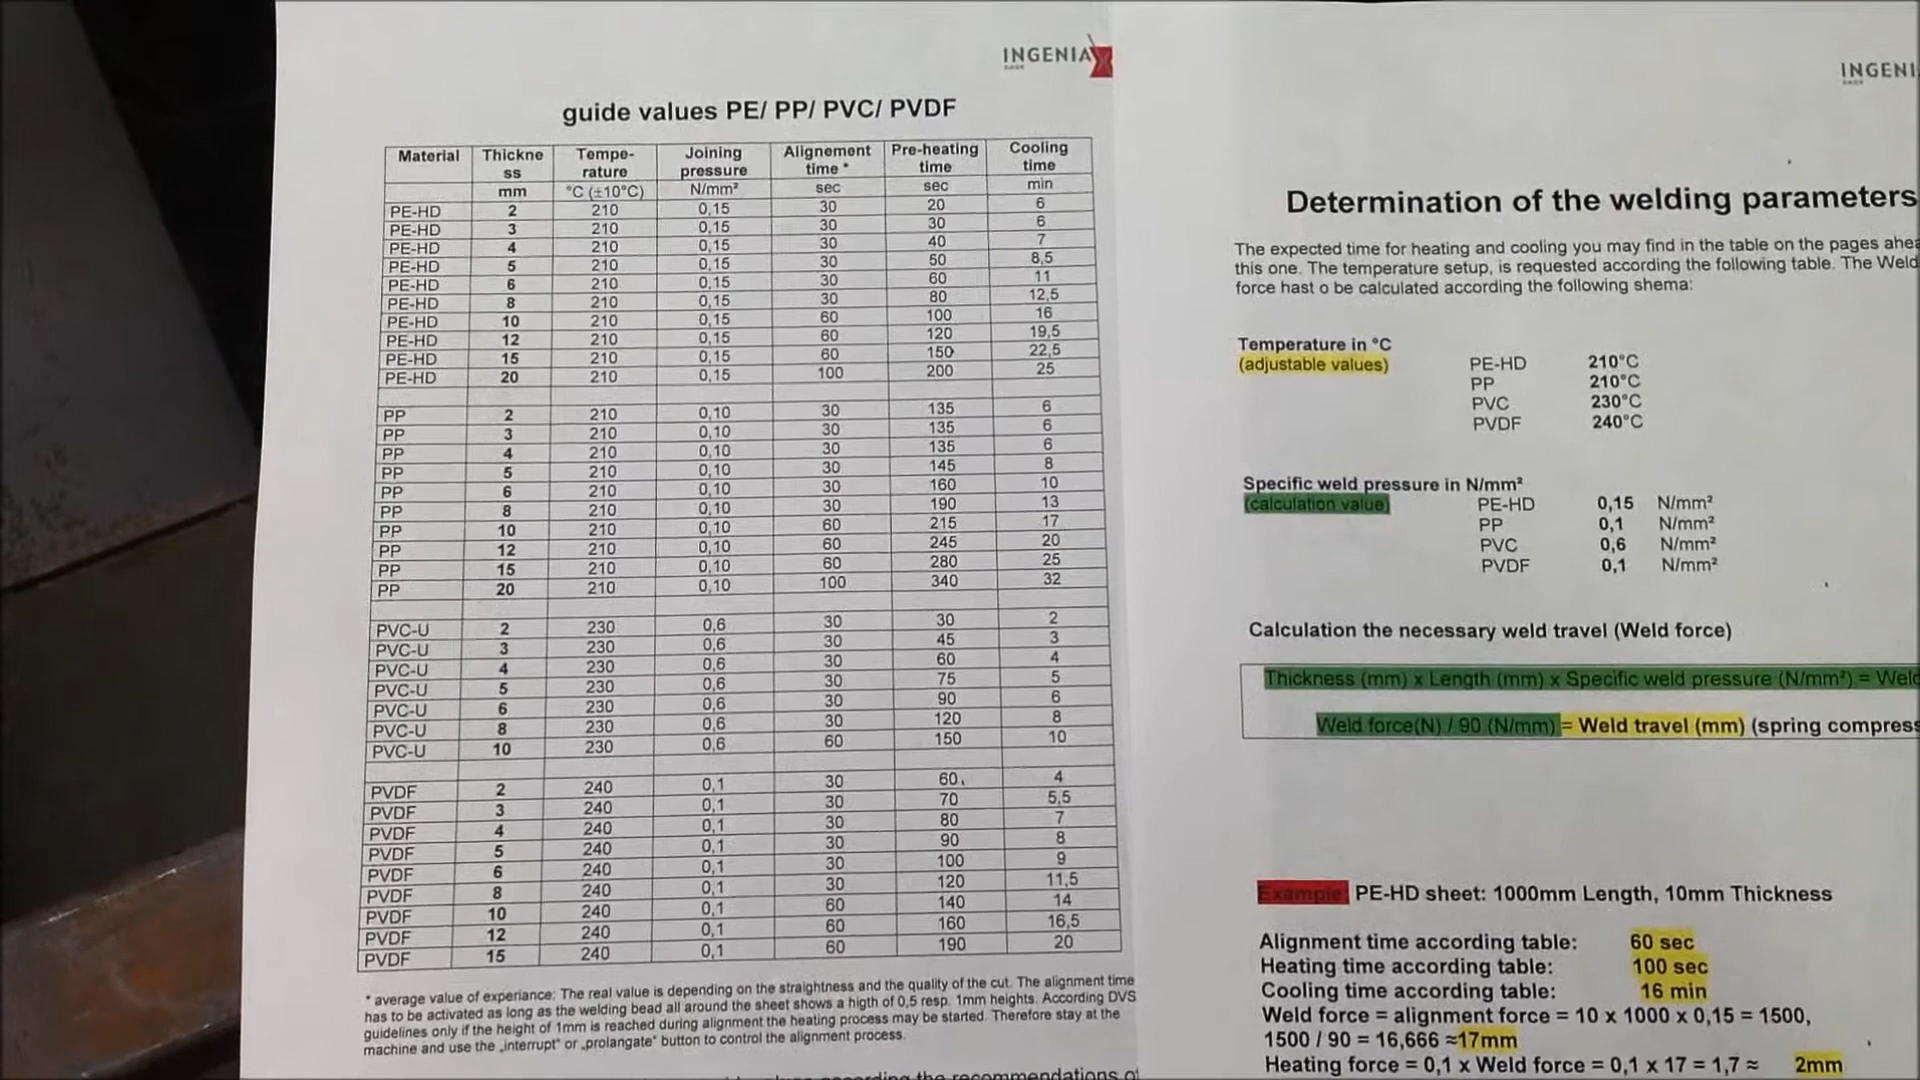 INGENIA
guide values PE/ PP/ PVC/ PVDF
Material Thickne Tempe- Joining Alignement Pre-heating Cooling
ss rature pressure time * time time
mm °C (±10°C) N/mm² sec sec min
PE-HD 2 210 0,15 30 20 6
PE-HD 3 210 0,15 30 30 6
PE-HD 4 210 0,15 30 40 7
PE-HD 5 210 0,15 30 50 8,5
PE-HD 6 210 0,15 30 60 11
PE-HD 8 210 0,15 30 80 12,5
PE-HD 10 210 0,15 60 100 16
PE-HD 12 210 0,15 60 120 19,5
PE-HD 15 210 0,15 60 150 22,5
PE-HD 20 210 0,15 100 200 25
PP 2 210 0,10 30 135 6
PP 3 210 0,10 30 135 6
PP 4 210 0,10 30 135 6
PP 5 210 0,10 30 145 8
PP 6 210 0,10 30 160 10
PP 8 210 0,10 30 190 13
PP 10 210 0,10 60 215 17
PP 12 210 0,10 60 245 20
PP 15 210 0,10 60 280 25
PP 20 210 0,10 100 340 32
PVC-U 2 230 0,6 30 30 2
PVC-U 3 230 0,6 30 45 3
PVC-U 4 230 0,6 30 60 4
PVC-U 5 230 0,6 30 75 5
PVC-U 6 230 0,6 30 90 6
PVC-U 8 230 0,6 30 120 8
PVC-U 10 230 0,6 60 150 10
PVDF 2 240 0,1 30 60 4
PVDF 3 240 0,1 30 70 5,5
PVDF 4 240 0,1 30 80 7
PVDF 5 240 0,1 30 90 8
PVDF 6 240 0,1 30 100 9
PVDF 8 240 0,1 30 120 11,5
PVDF 10 240 0,1 60 140 14
PVDF 12 240 0,1 60 160 16,5
PVDF 15 240 0,1 60 190 20
* average value of experiance: The real value is depending on the straightness and the quality of the cut. The alignment time
has to be activated as long as the welding bead all around the sheet shows a higth of 0,5 resp. 1mm heights. According DVS
guidelines only if the height of 1mm is reached during alignment the heating process may be started. Therefore stay at the
machine and use the „interrupt" or „prolangate" button to control the alignment process.
according the recommendations of
INGENI
Determination of the welding parameters
The expected time for heating and cooling you may find in the table on the pages ahea
this one. The temperature setup, is requested according the following table. The Weld
force hast o be calculated according the following shema:
Temperature in °C
(adjustable values) PE-HD 210°C
PP 210°C
PVC 230°C
PVDF 240°C
Specific weld pressure in N/mm²
(calculation value) PE-HD 0,15 N/mm²
PP 0,1 N/mm²
PVC 0,6 N/mm²
PVDF 0,1 N/mm²
Calculation the necessary weld travel (Weld force)
Thickness (mm) x Length (mm) x Specific weld pressure (N/mm²) = Weld
Weld force(N) / 90 (N/mm) = Weld travel (mm) (spring compress
Example: PE-HD sheet: 1000mm Length, 10mm Thickness
Alignment time according table: 60 sec
Heating time according table: 100 sec
Cooling time according table: 16 min
Weld force = alignment force = 10 x 1000 x 0,15 = 1500,
1500 / 90 = 16,666 ≈17mm
Heating force = 0,1 x Weld force = 0,1 x 17 = 1,7 ≈ 2mm